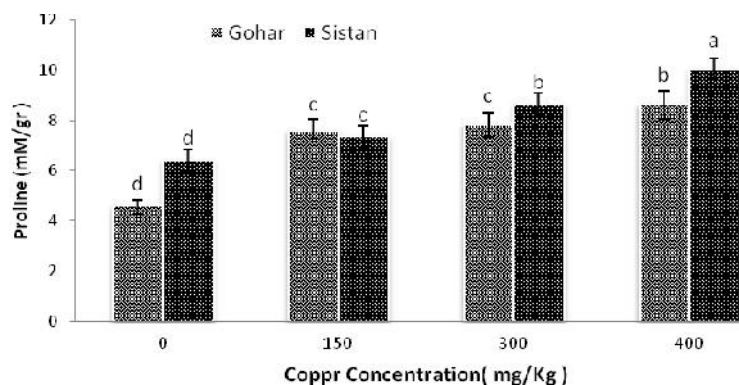 12
10
8
6
4
2
0
Proline (mM/gr)
Gohar Sistan
d d c c c b b a
0 150 300 400
Coppr Concentration( mg/Kg )